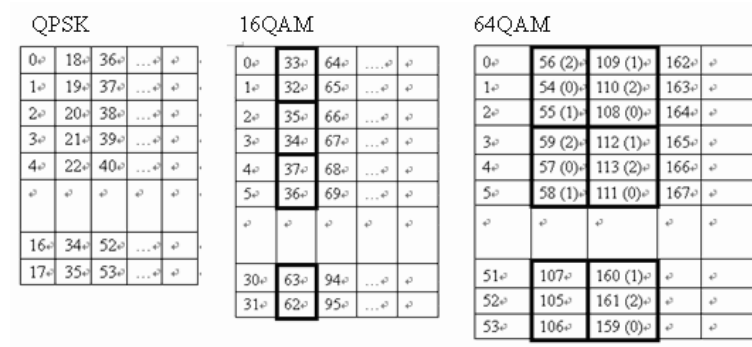 QPSK
0 18 36 ...
1 19 37 ...
2 20 38 ...
3 21 39 ...
4 22 40 ...
16 34 52 ...
17 35 53 ...
16QAM
0 33 64 ....
1 32 65 ...
2 35 66 ...
3 34 67 ...
4 37 68 ...
5 36 69 ...
30 63 94 ...
31 62 95 ...
64QAM
0 56 (2) 109 (1) 162
1 54 (0) 110 (2) 163
2 55 (1) 108 (0) 164
3 59 (2) 112 (1) 165
4 57 (0) 113 (2) 166
5 58 (1) 111 (0) 167
51 107 160 (1)
52 105 161 (2)
53 106 159 (0)